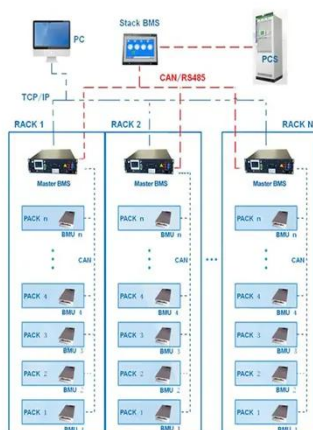 PC
Stack BMS
PCS
CAN/RS485
TCP/IP
RACK 1
RACK 2
RACK N
Master BMS
Master BMS
Master BMS
PACK n
BMU n
PACK n
BMU n
PACK n
BMU n
CAN
CAN
CAN
...
PACK 4
BMU 4
PACK 4
BMU 4
PACK 4
BMU 4
PACK 3
BMU 3
PACK 3
BMU 3
PACK 3
BMU 3
PACK 2
BMU 2
PACK 2
BMU 2
PACK 2
BMU 2
PACK 1
PACK 1
PACK 1